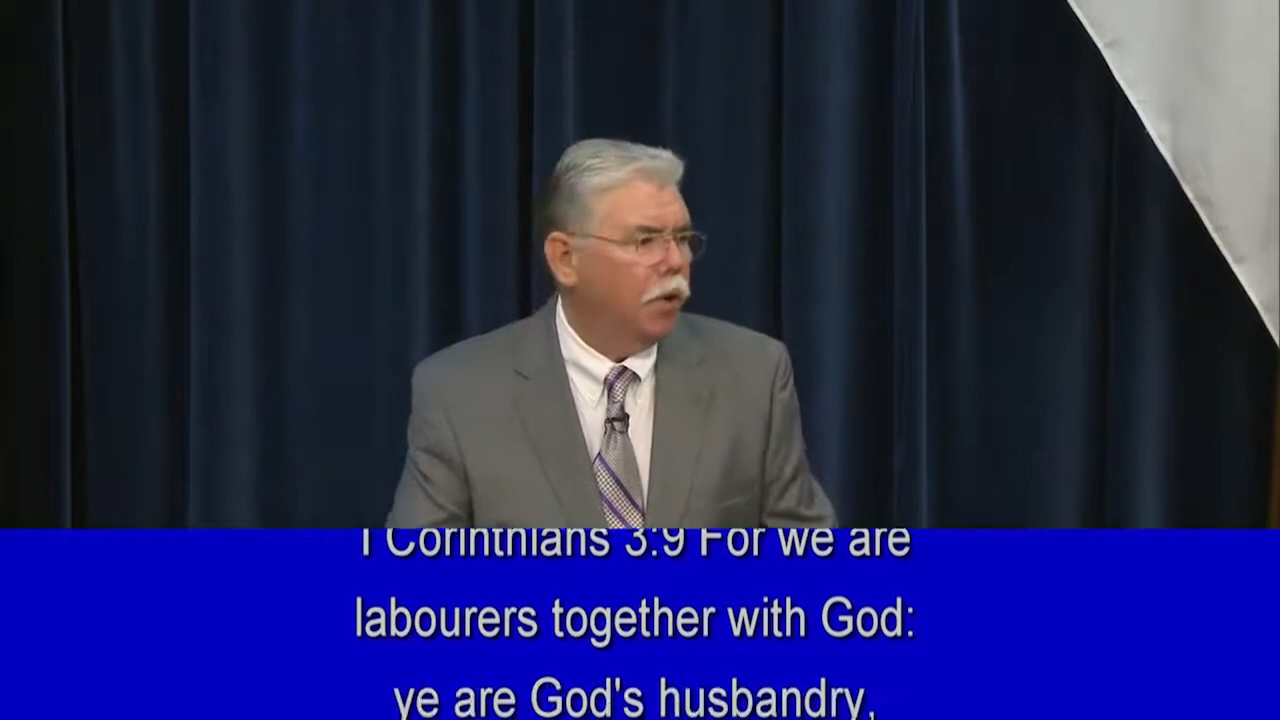 I Corinthians 3:9 For we are
labourers together with God:
ye are God's husbandry,